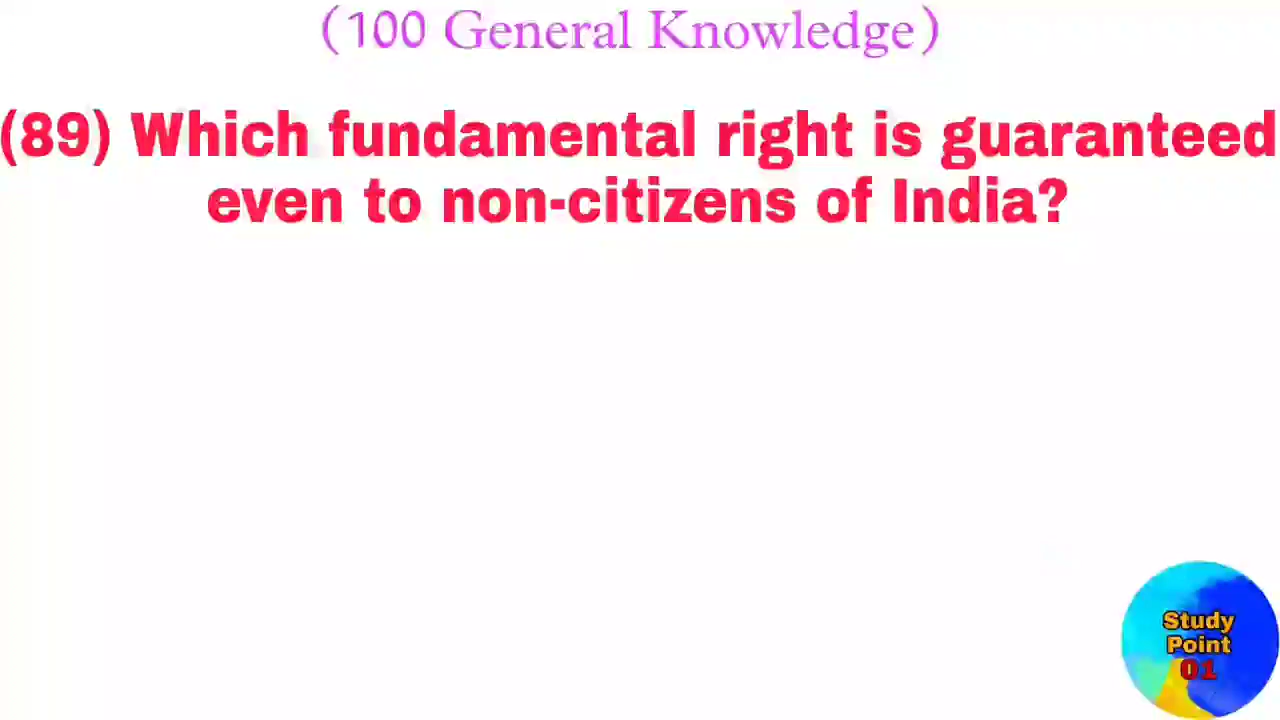 (100 General Knowledge)
(89) Which fundamental right is guaranteed
even to non-citizens of India?
Study
Point
01